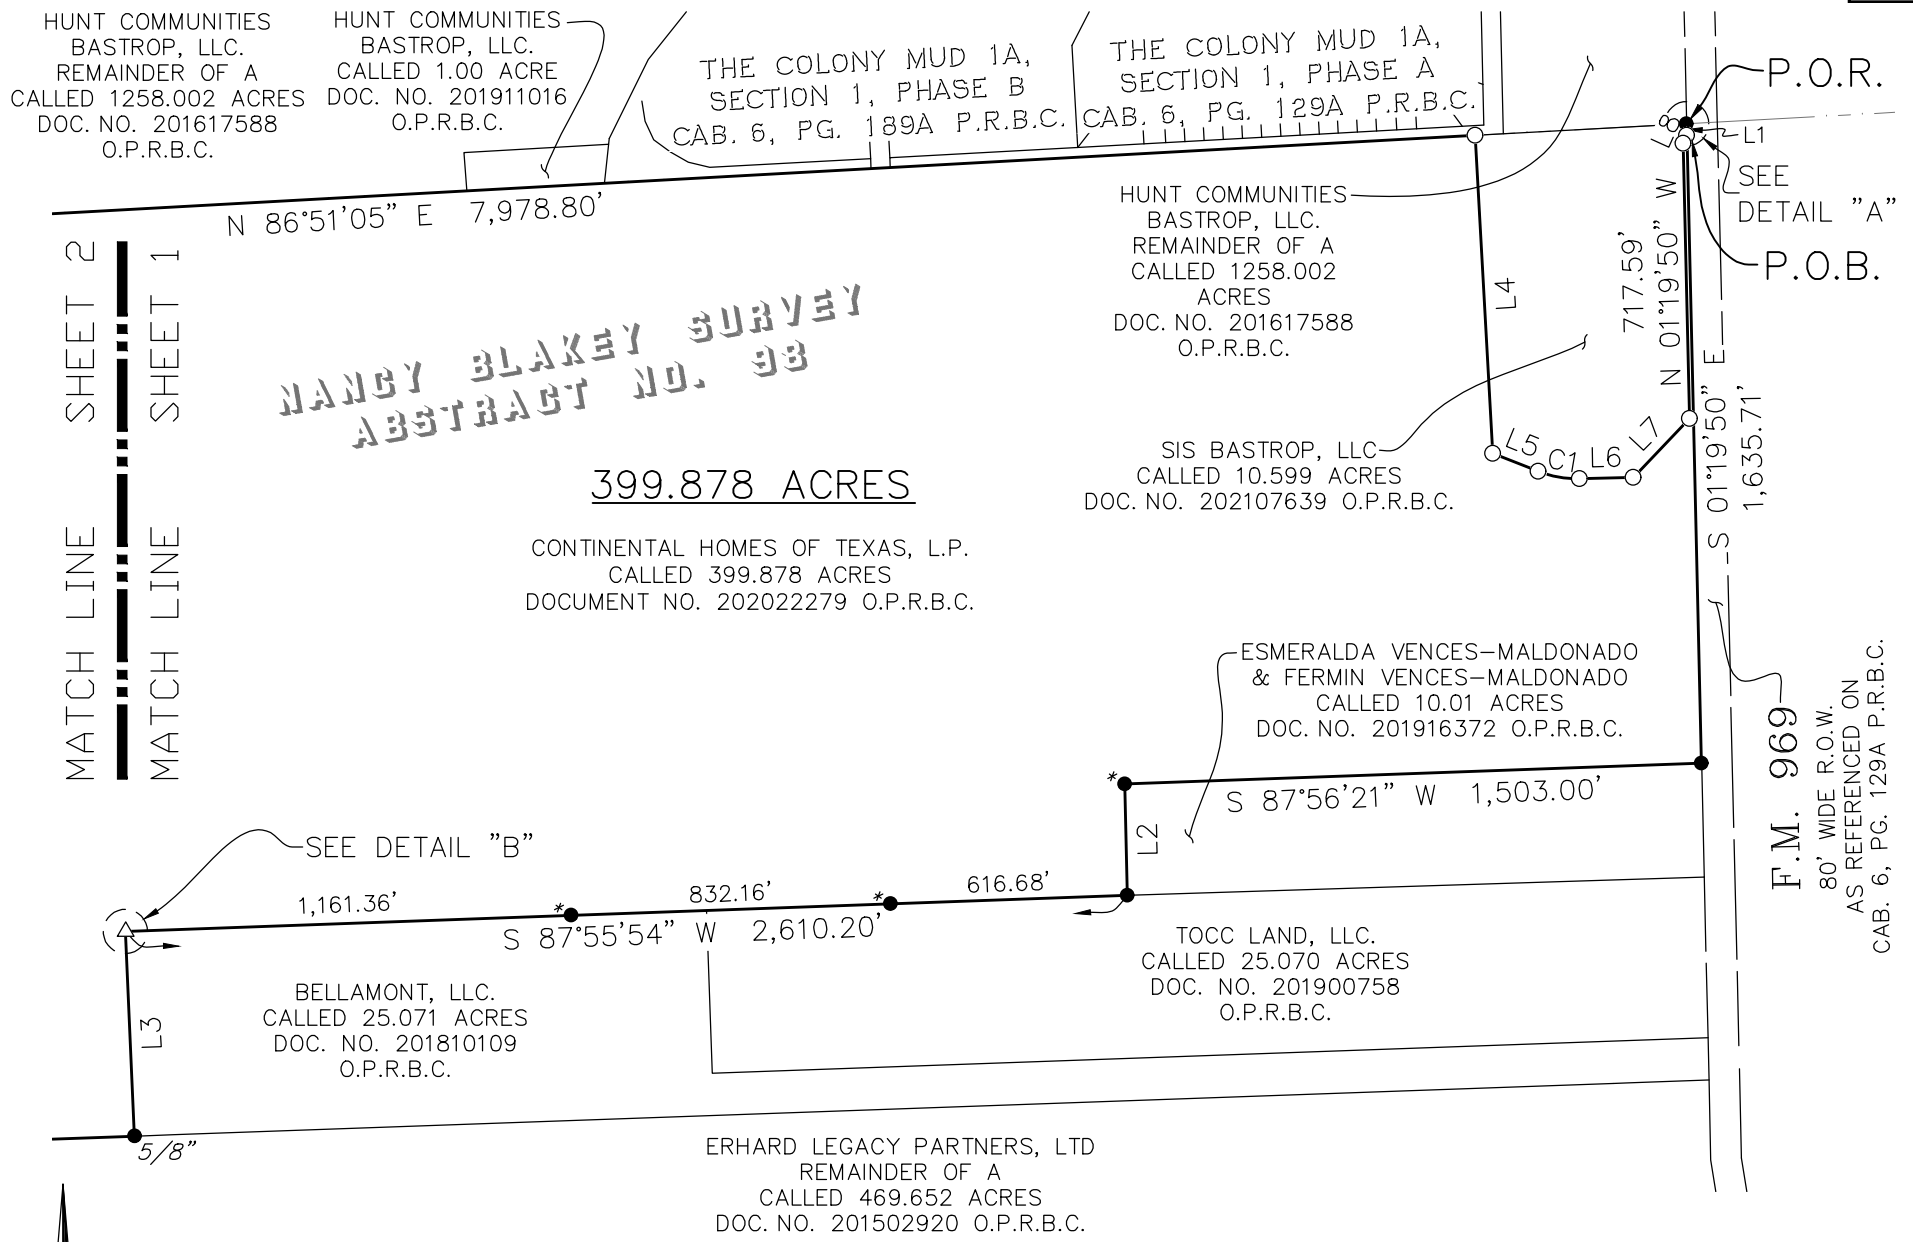 HUNT COMMUNITIES
BASTROP, LLC.
REMAINDER OF A
CALLED 1258.002 ACRES
DOC. NO. 201617588
O.P.R.B.C.
HUNT COMMUNITIES
BASTROP, LLC.
CALLED 1.00 ACRE
DOC. NO. 201911016
O.P.R.B.C.
THE COLONY MUD 1A,
SECTION 1, PHASE B
CAB. 6, PG. 189A P.R.B.C.
THE COLONY MUD 1A,
SECTION 1, PHASE A
CAB. 6, PG. 129A P.R.B.C.
P.O.R.
L8
L1
SEE
DETAIL "A"
P.O.B.
N 86°51'05" E 7,978.80'
HUNT COMMUNITIES
BASTROP, LLC.
REMAINDER OF A
CALLED 1258.002
ACRES
DOC. NO. 201617588
O.P.R.B.C.
L4
717.59'
N 01°19'50" W
MATCH LINE SHEET 2
MATCH LINE SHEET 1
NANCY BLAKEY SURVEY
ABSTRACT NO. 98
399.878 ACRES
CONTINENTAL HOMES OF TEXAS, L.P.
CALLED 399.878 ACRES
DOCUMENT NO. 202022279 O.P.R.B.C.
SIS BASTROP, LLC
CALLED 10.599 ACRES
DOC. NO. 202107639 O.P.R.B.C.
L5
C1
L6
L7
S 01°19'50" E
1,635.71'
ESMERALDA VENCES-MALDONADO
& FERMIN VENCES-MALDONADO
CALLED 10.01 ACRES
DOC. NO. 201916372 O.P.R.B.C.
F.M. 969
80' WIDE R.O.W.
AS REFERENCED ON
CAB. 6, PG. 129A P.R.B.C.
*
S 87°56'21" W 1,503.00'
L2
SEE DETAIL "B"
1,161.36'
*
832.16'
*
616.68'
S 87°55'54" W 2,610.20'
TOCC LAND, LLC.
CALLED 25.070 ACRES
DOC. NO. 201900758
O.P.R.B.C.
BELLAMONT, LLC.
CALLED 25.071 ACRES
DOC. NO. 201810109
O.P.R.B.C.
L3
5/8"
ERHARD LEGACY PARTNERS, LTD
REMAINDER OF A
CALLED 469.652 ACRES
DOC. NO. 201502920 O.P.R.B.C.